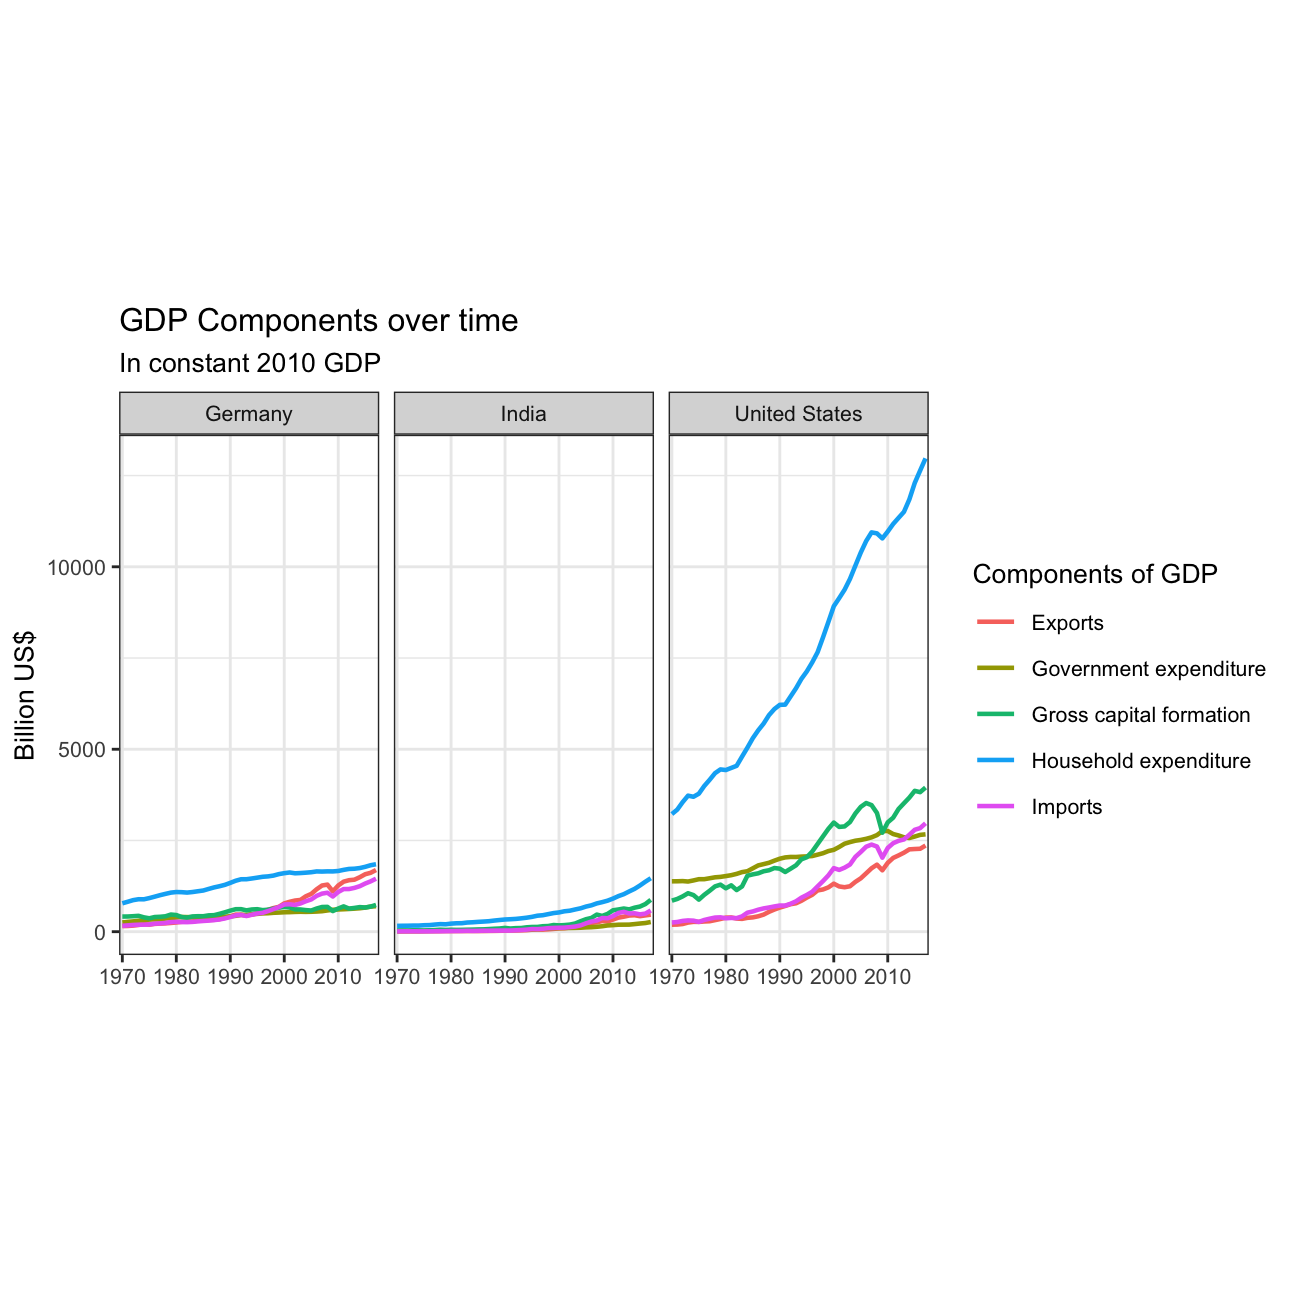 GDP Components over time
In constant 2010 GDP
Germany
India
United States
Billion US$
10000
5000
0
1970 1980 1990 2000 2010
1970 1980 1990 2000 2010
1970 1980 1990 2000 2010
Components of GDP
Exports
Government expenditure
Gross capital formation
Household expenditure
Imports